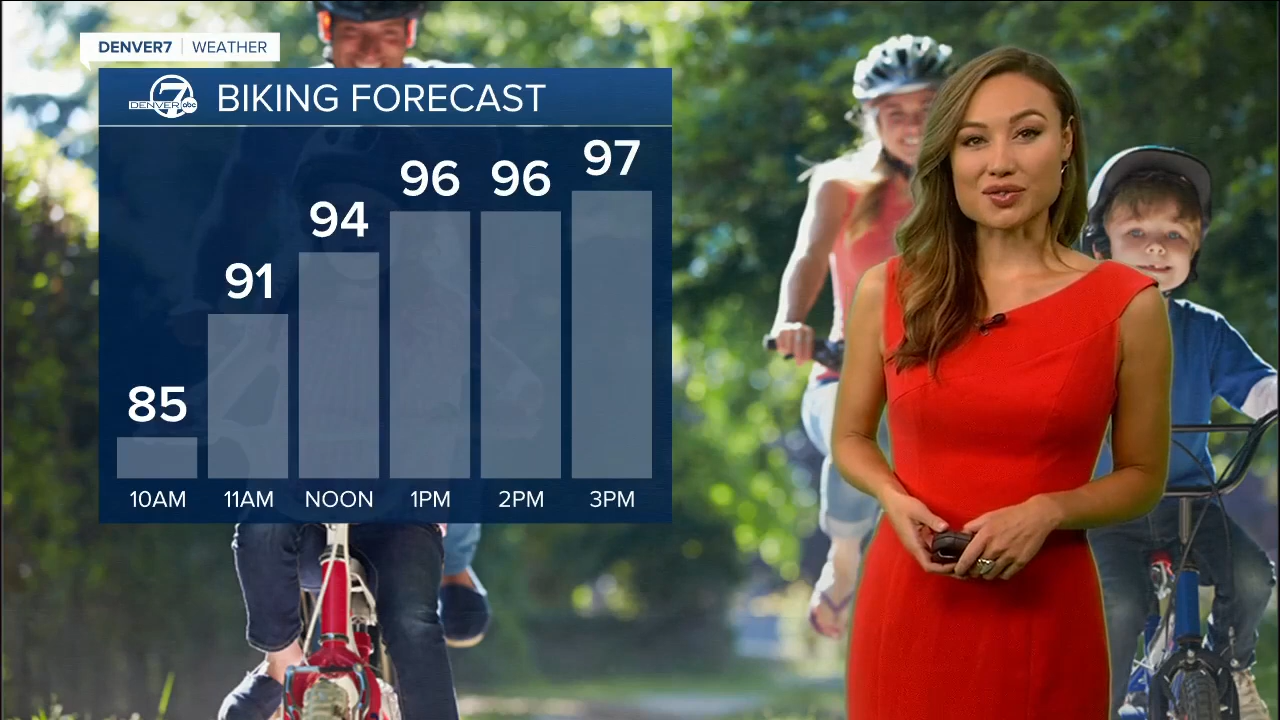 DENVER7 | WEATHER
DENVER 7 abc
BIKING FORECAST
85 91 94 96 96 97
10AM 11AM NOON 1PM 2PM 3PM